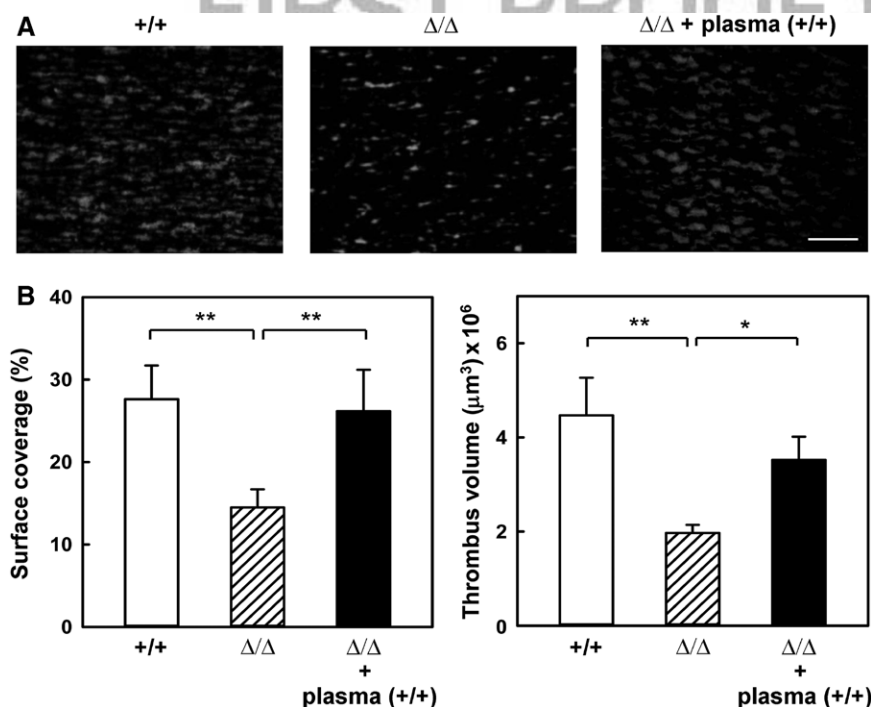 A
+/+
Δ/Δ
Δ/Δ + plasma (+/+)
B
40
30
20
10
0
Surface coverage (%)
**
**
+/+
Δ/Δ
Δ/Δ
+
plasma (+/+)
6
4
2
0
Thrombus volume (μm³) x 10⁶
**
*
+/+
Δ/Δ
Δ/Δ
+
plasma (+/+)